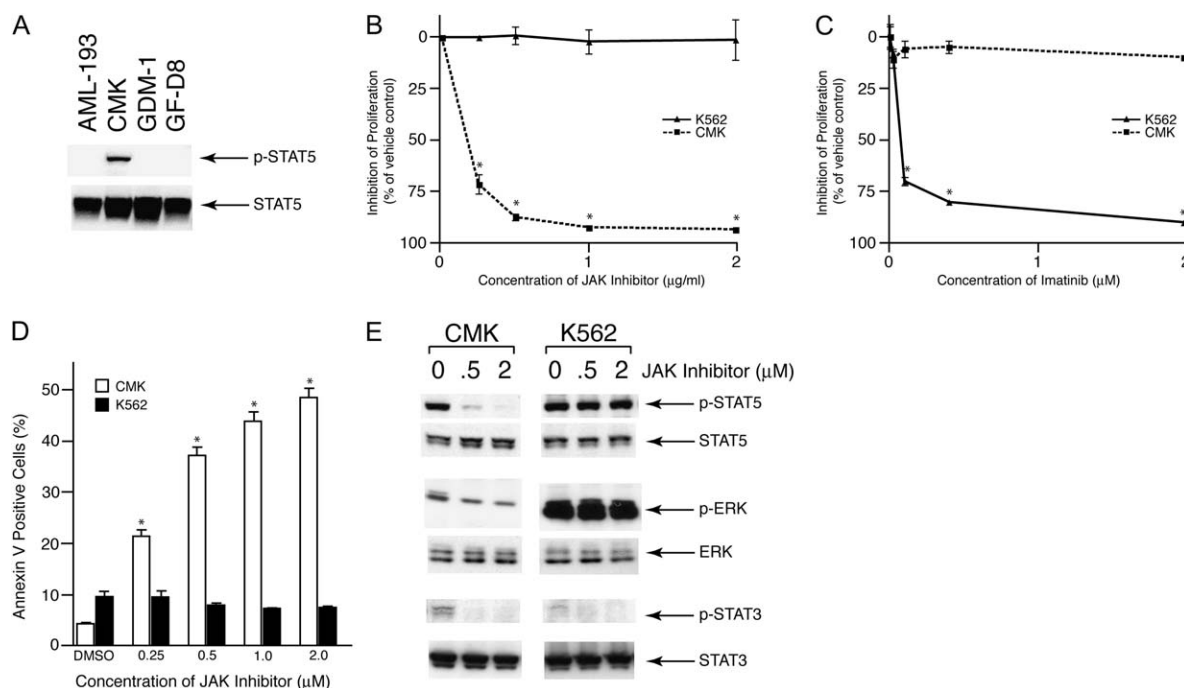 A
AML-193
CMK
GDM-1
GF-D8
p-STAT5
STAT5
B
0
25
50
75
100
Inhibition of Proliferation
(% of vehicle control)
K562
CMK
*
*
*
*
0
1
2
Concentration of JAK Inhibitor (μg/ml)
C
0
25
50
75
100
Inhibition of Proliferation
(% of vehicle control)
K562
CMK
*
*
*
0
1
2
Concentration of Imatinib (μM)
D
50
40
30
20
10
0
Annexin V Positive Cells (%)
CMK
K562
*
*
*
*
DMSO
0.25
0.5
1.0
2.0
Concentration of JAK Inhibitor (μM)
E
CMK
K562
0 .5 2
0 .5 2
JAK Inhibitor (μM)
p-STAT5
STAT5
p-ERK
ERK
p-STAT3
STAT3